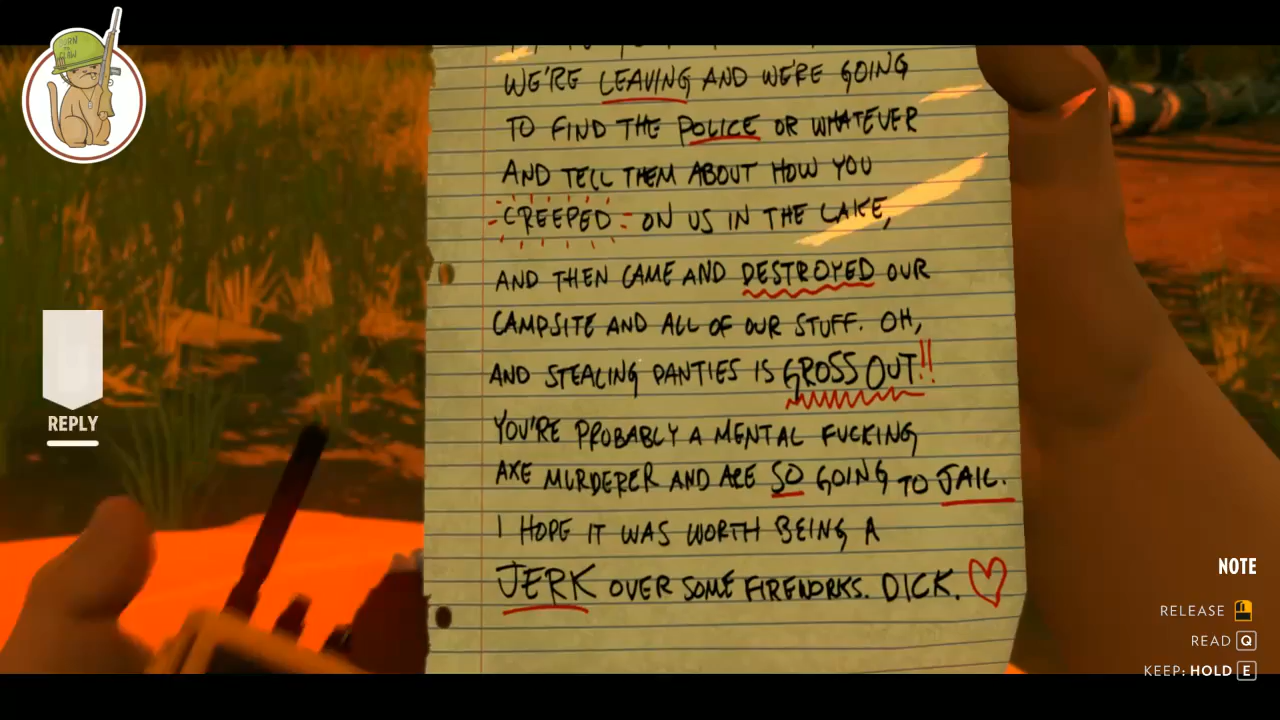 BORN
TO
CLAW
WE'RE LEAVING AND WE'RE GOING
TO FIND THE POLICE OR WHATEVER
AND TELL THEM ABOUT HOW YOU
CREEPED ON US IN THE LAKE,
AND THEN CAME AND DESTROYED OUR
CAMPSITE AND ALL OF OUR STUFF. OH,
AND STEALING PANTIES IS GROSS OUT!!
YOU'RE PROBABLY A MENTAL FUCKING
AXE MURDERER AND ARE SO GOING TO JAIL.
I HOPE IT WAS WORTH BEING A
JERK OVER SOME FIREWORKS. DICK.
REPLY
NOTE
RELEASE
READ Q
KEEP: HOLD E